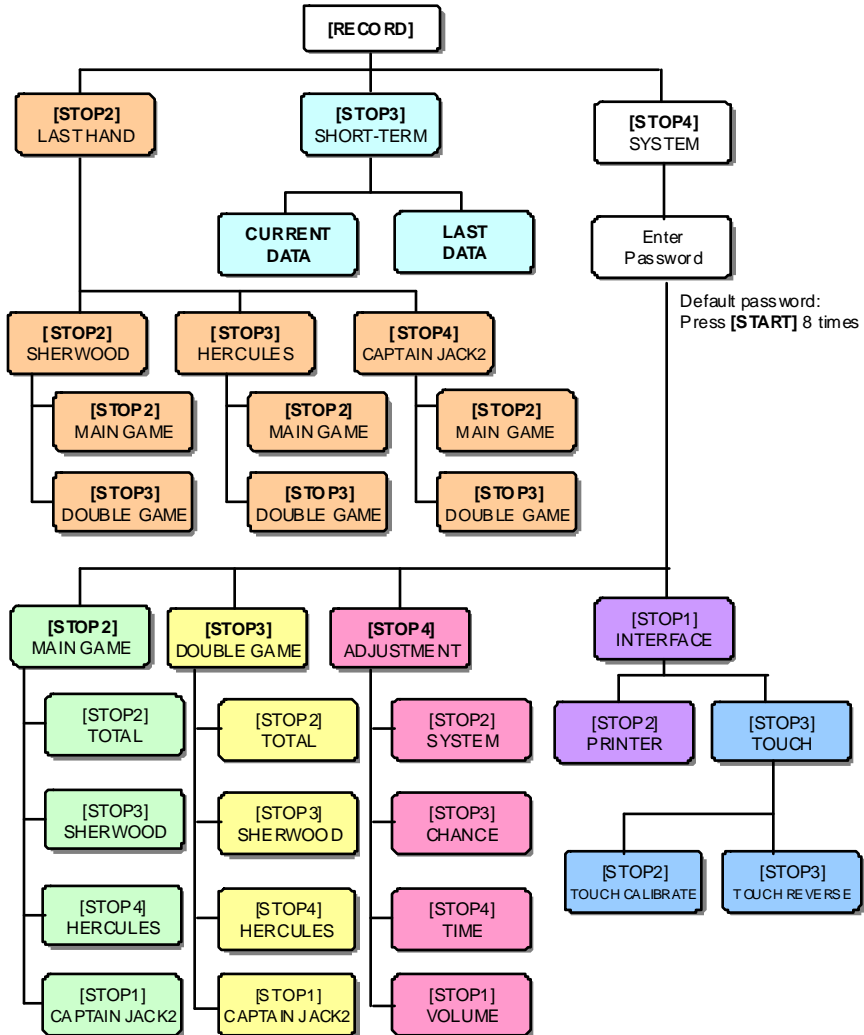 [RECORD]
[STOP2]
LAST HAND
[STOP3]
SHORT-TERM
[STOP4]
SYSTEM
CURRENT
DATA
LAST
DATA
Enter
Password
Default password:
Press [START] 8 times
[STOP2]
SHERWOOD
[STOP3]
HERCULES
[STOP4]
CAPTAIN JACK2
[STOP2]
MAIN GAME
[STOP2]
MAIN GAME
[STOP2]
MAIN GAME
[STOP3]
DOUBLE GAME
[STOP3]
DOUBLE GAME
[STOP3]
DOUBLE GAME
[STOP2]
MAIN GAME
[STOP3]
DOUBLE GAME
[STOP4]
ADJUSTMENT
[STOP1]
INTERFACE
[STOP2]
TOTAL
[STOP2]
TOTAL
[STOP2]
SYSTEM
[STOP2]
PRINTER
[STOP3]
TOUCH
[STOP3]
SHERWOOD
[STOP3]
SHERWOOD
[STOP3]
CHANCE
[STOP2]
TOUCH CALIBRATE
[STOP3]
TOUCH REVERSE
[STOP4]
HERCULES
[STOP4]
HERCULES
[STOP4]
TIME
[STOP1]
CAPTAIN JACK2
[STOP1]
CAPTAIN JACK2
[STOP1]
VOLUME